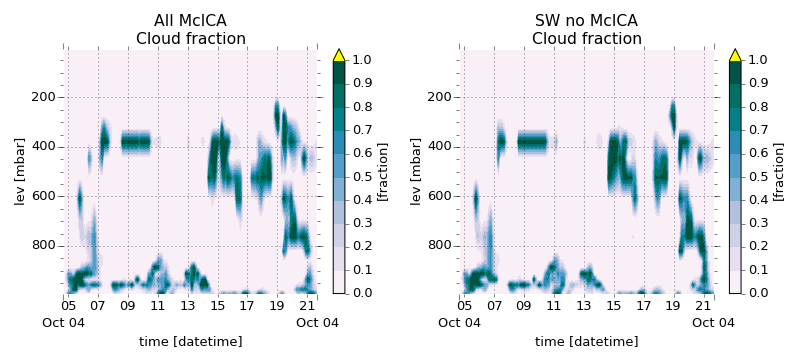 All McICA
Cloud fraction
lev [mbar]
200
400
600
800
05 07 09 11 13 15 17 19 21
Oct 04 Oct 04
time [datetime]
1.0
0.9
0.8
0.7
0.6
0.5
0.4
0.3
0.2
0.1
0.0
[fraction]
SW no McICA
Cloud fraction
lev [mbar]
200
400
600
800
05 07 09 11 13 15 17 19 21
Oct 04 Oct 04
time [datetime]
1.0
0.9
0.8
0.7
0.6
0.5
0.4
0.3
0.2
0.1
0.0
[fraction]